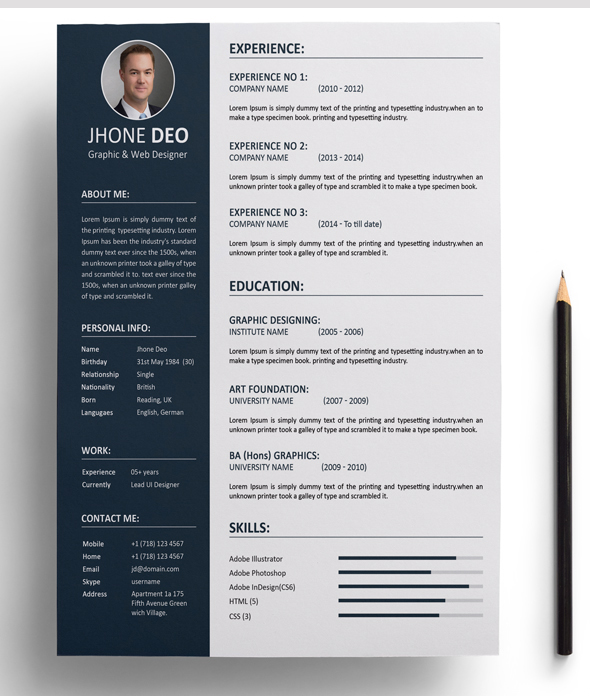 JHONE DEO
Graphic & Web Designer
ABOUT ME:
Lorem Ipsum is simply dummy text of
the printing typesetting industry. Lorem
Ipsum has been the industry's standard
dummy text ever since the 1500s, when
an unknown printer took a galley of type
and scrambled it to. text ever since the
1500s, when an unknown printer galley
of type and scrambled it.
PERSONAL INFO:
Name Jhone Deo
Birthday 31st May 1984 (30)
Relationship Single
Nationality British
Born Reading, UK
Langugaes English, German
WORK:
Experience 05+ years
Currently Lead UI Designer
CONTACT ME:
Mobile +1 (718) 123 4567
Home +1 (718) 123 4567
Email jd@domain.com
Skype username
Address Apartment 1a 175
Fifth Avenue Green
wich Village.
EXPERIENCE:
EXPERIENCE NO 1:
COMPANY NAME (2010 - 2012)
Lorem Ipsum is simply dummy text of the printing and typesetting industry.when an to
make a type specimen book. printing and typesetting industry.
EXPERIENCE NO 2:
COMPANY NAME (2013 - 2014)
Lorem Ipsum is simply dummy text of the printing and typesetting industry.when an
unknown printer took a galley of type and scrambled it to make a type specimen book.
EXPERIENCE NO 3:
COMPANY NAME (2014 - To till date)
Lorem Ipsum is simply dummy text of the printing and typesetting industry.when an
unknown printer took a galley of type and scrambled it.
EDUCATION:
GRAPHIC DESIGNING:
INSTITUTE NAME (2005 - 2006)
Lorem Ipsum is simply dummy text of the printing and typesetting industry.when an to
make a type specimen book. printing and typesetting industry.
ART FOUNDATION:
UNIVERSITY NAME (2007 - 2009)
Lorem Ipsum is simply dummy text of the printing and typesetting industry.when an
unknown printer took a galley of type and scrambled it to make a type specimen book.
BA (Hons) GRAPHICS:
UNIVERSITY NAME (2009 - 2010)
Lorem Ipsum is simply dummy text of the printing and typesetting industry.when an
unknown printer took a galley of type and scrambled it.
SKILLS:
Adobe Illustrator
Adobe Photoshop
Adobe InDesign(CS6)
HTML (5)
CSS (3)